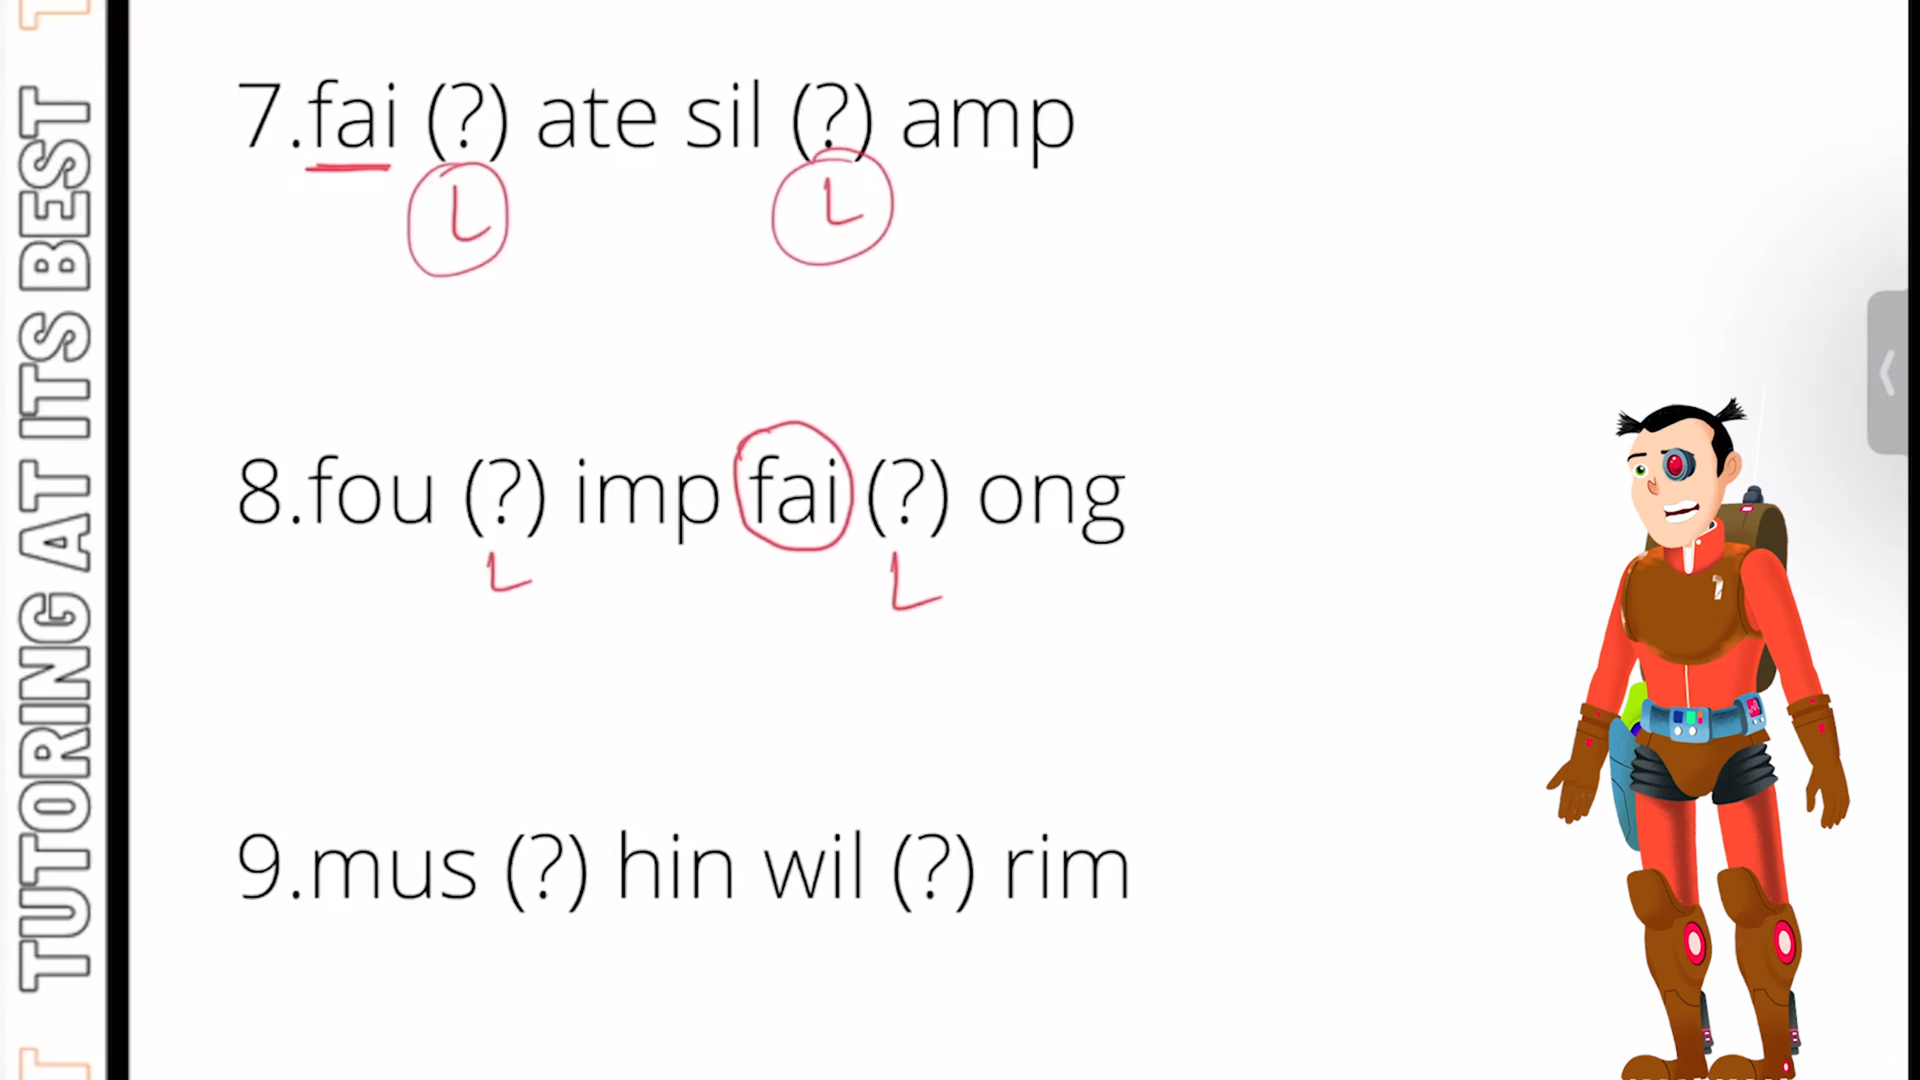 TUTORING AT ITS BEST
7.fai (?) ate sil (?) amp
L L
8.fou (?) imp fai (?) ong
L L
9.mus (?) hin wil (?) rim